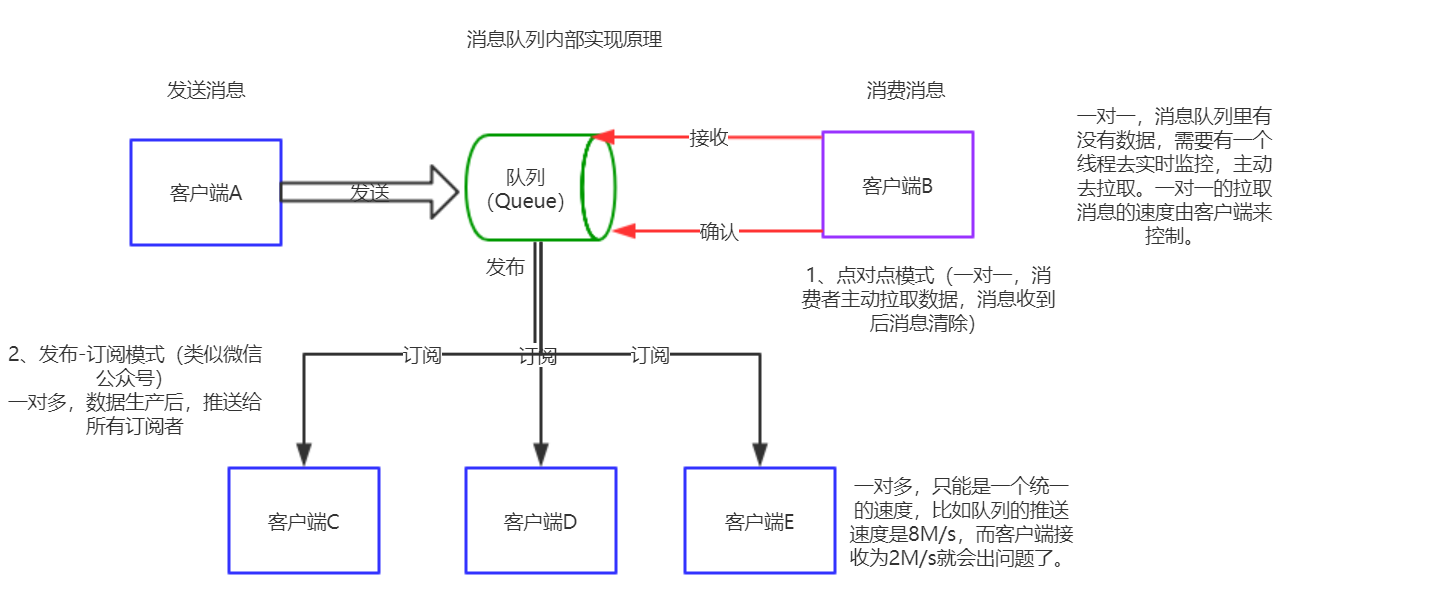 消息队列内部实现原理
发送消息
消费消息
一对一，消息队列里有
没有数据，需要有一个
线程去实时监控，主动
去拉取。一对一的拉取
消息的速度由客户端来
控制。
客户端A
发送
队列
（Queue）
接收
确认
客户端B
发布
1、点对点模式（一对一，消
费者主动拉取数据，消息收到
后消息清除）
2、发布-订阅模式（类似微信
公众号）
一对多，数据生产后，推送给
所有订阅者
订阅
订阅
订阅
客户端C
客户端D
客户端E
一对多，只能是一个统一
的速度，比如队列的推送
速度是8M/s，而客户端接
收为2M/s就会出问题了。